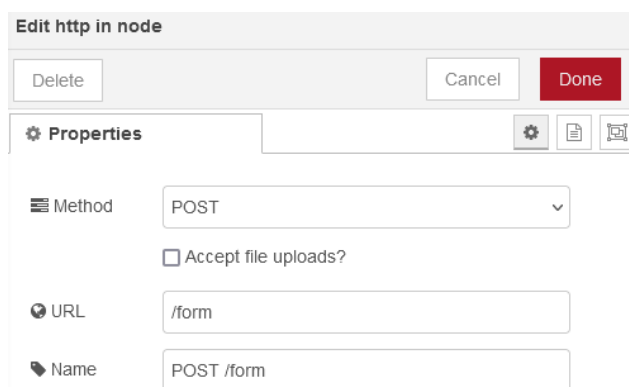 Edit http in node
Delete Cancel Done
Properties
Method POST
Accept file uploads?
URL /form
Name POST /form